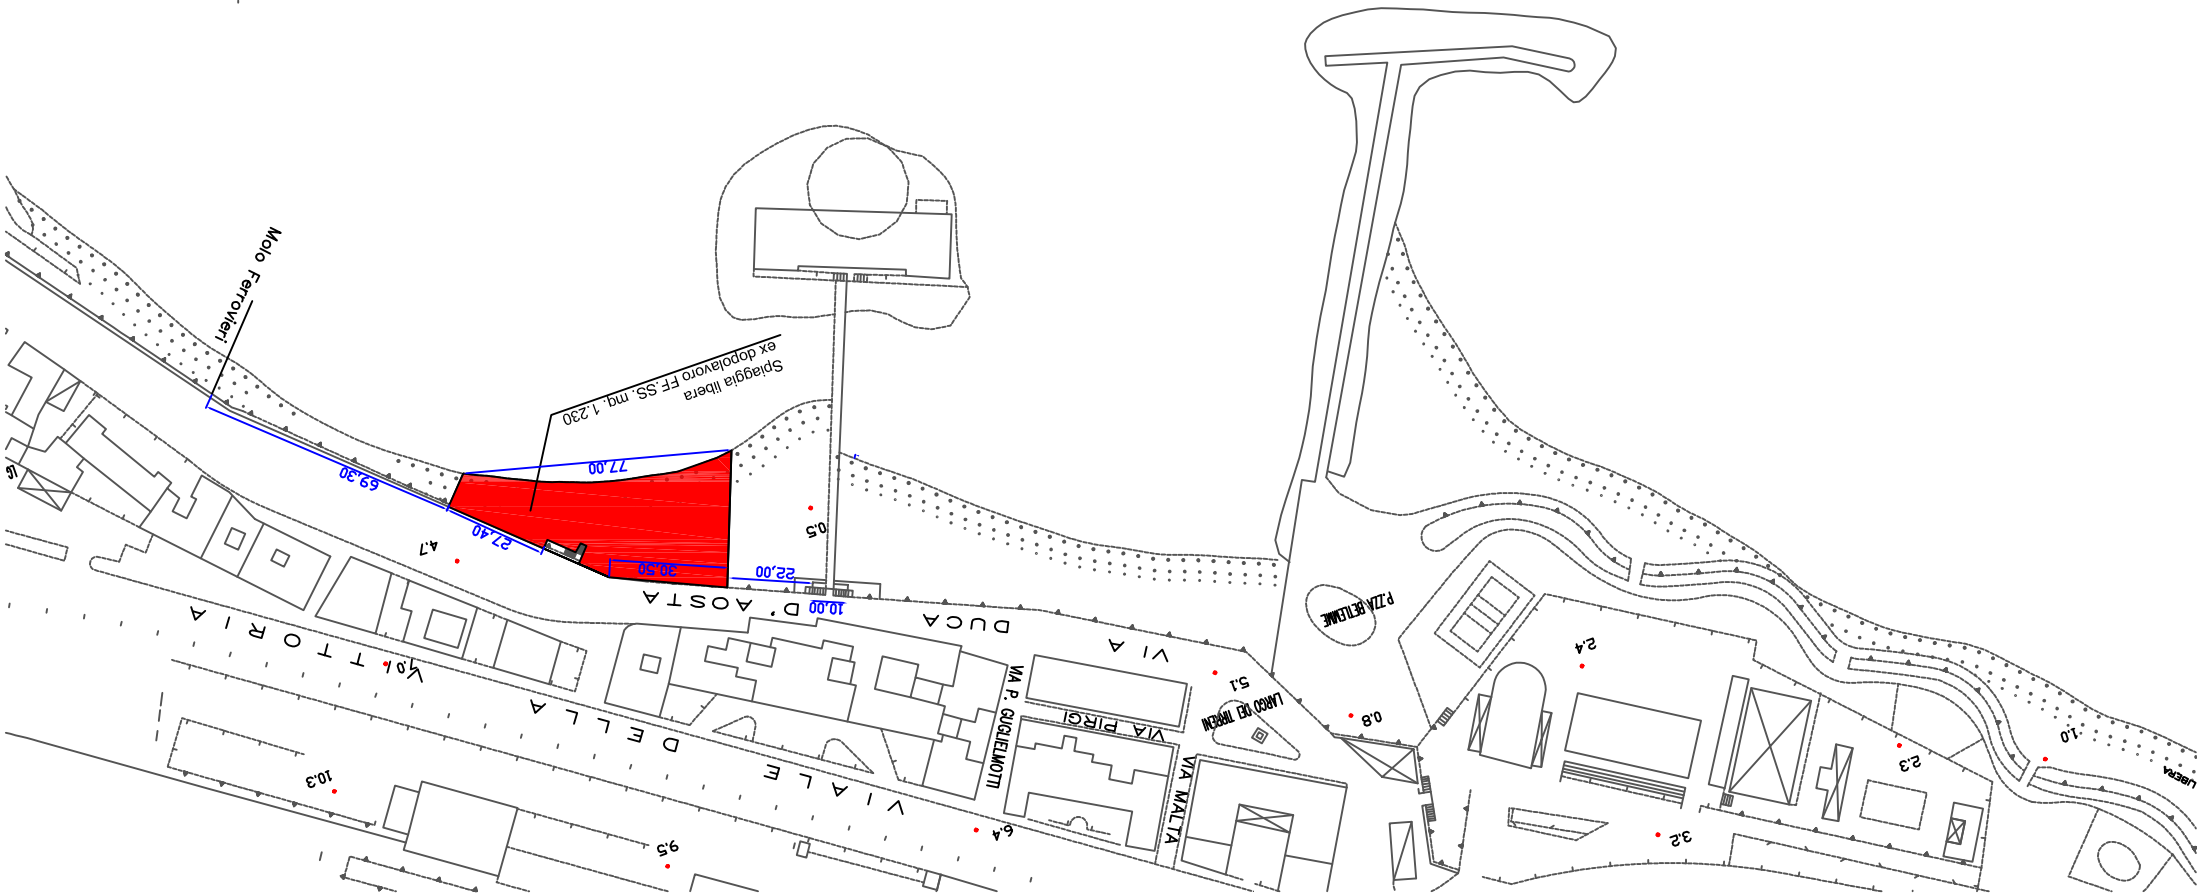 Molo Ferrovieri
Spiaggia libera
ex dopolavoro FF.SS. mq. 1.230
77,00
69,30
27,40
30,50
22,00
10,00
0.5
4.7
VIA DUCA D'AOSTA
VIALE DELLA VITTORIA
7.0
10.3
9.5
6.4
VIA P. GUGLIELMOTTI
VIA PIRGI
VIA MALTA
LARGO DEI TIRRENI
5.1
0.8
P.ZZA BETLEMME
2.4
3.2
2.3
1.0
LIBERA